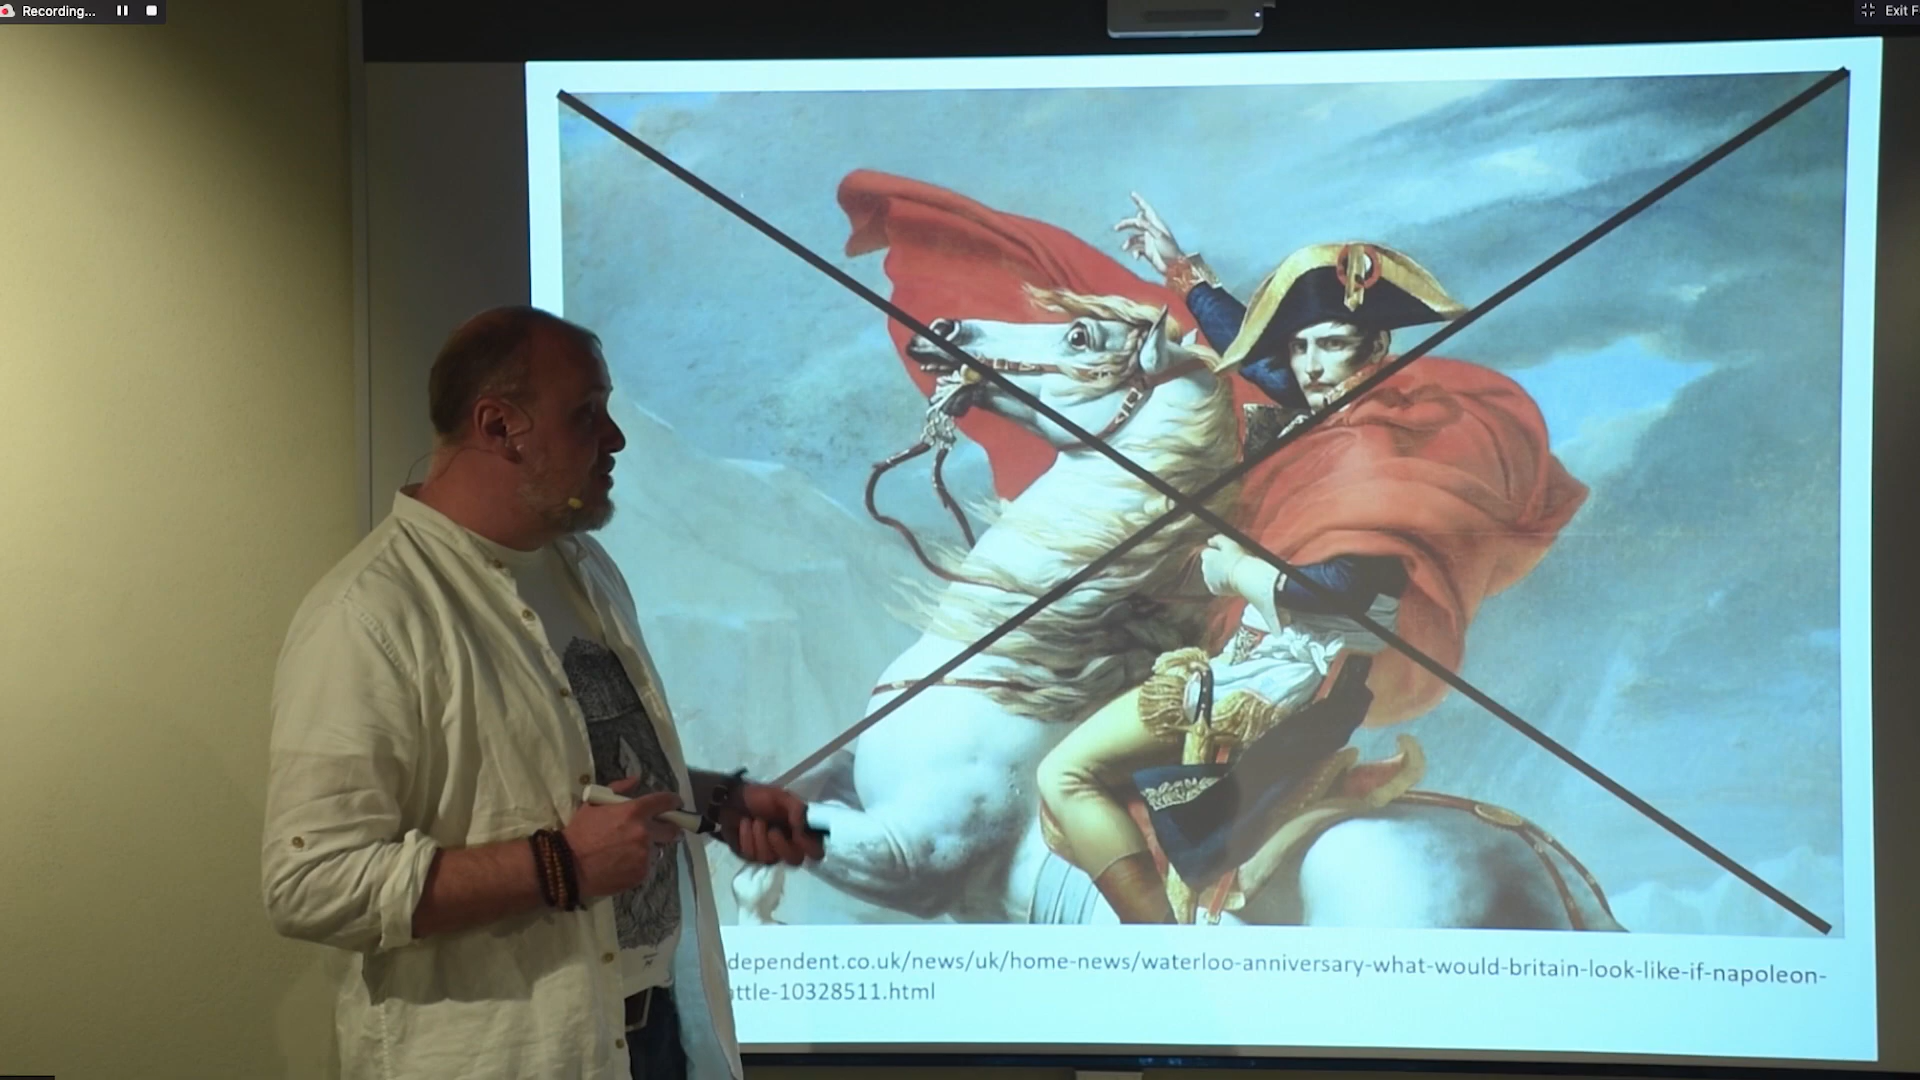 Recording...
Exit F
dependent.co.uk/news/uk/home-news/waterloo-anniversary-what-would-britain-look-like-if-napoleon-
ttle-10328511.html